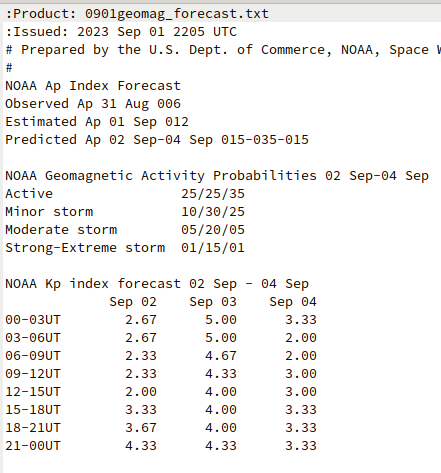 :Product: 0901geomag_forecast.txt
:Issued: 2023 Sep 01 2205 UTC
# Prepared by the U.S. Dept. of Commerce, NOAA, Space
#
NOAA Ap Index Forecast
Observed Ap 31 Aug 006
Estimated Ap 01 Sep 012
Predicted Ap 02 Sep-04 Sep 015-035-015
NOAA Geomagnetic Activity Probabilities 02 Sep-04 Sep
Active 25/25/35
Minor storm 10/30/25
Moderate storm 05/20/05
Strong-Extreme storm 01/15/01
NOAA Kp index forecast 02 Sep - 04 Sep
Sep 02 Sep 03 Sep 04
00-03UT 2.67 5.00 3.33
03-06UT 2.67 5.00 2.00
06-09UT 2.33 4.67 2.00
09-12UT 2.33 4.33 3.00
12-15UT 2.00 4.00 3.00
15-18UT 3.33 4.00 3.33
18-21UT 3.67 4.00 3.33
21-00UT 4.33 4.33 3.33